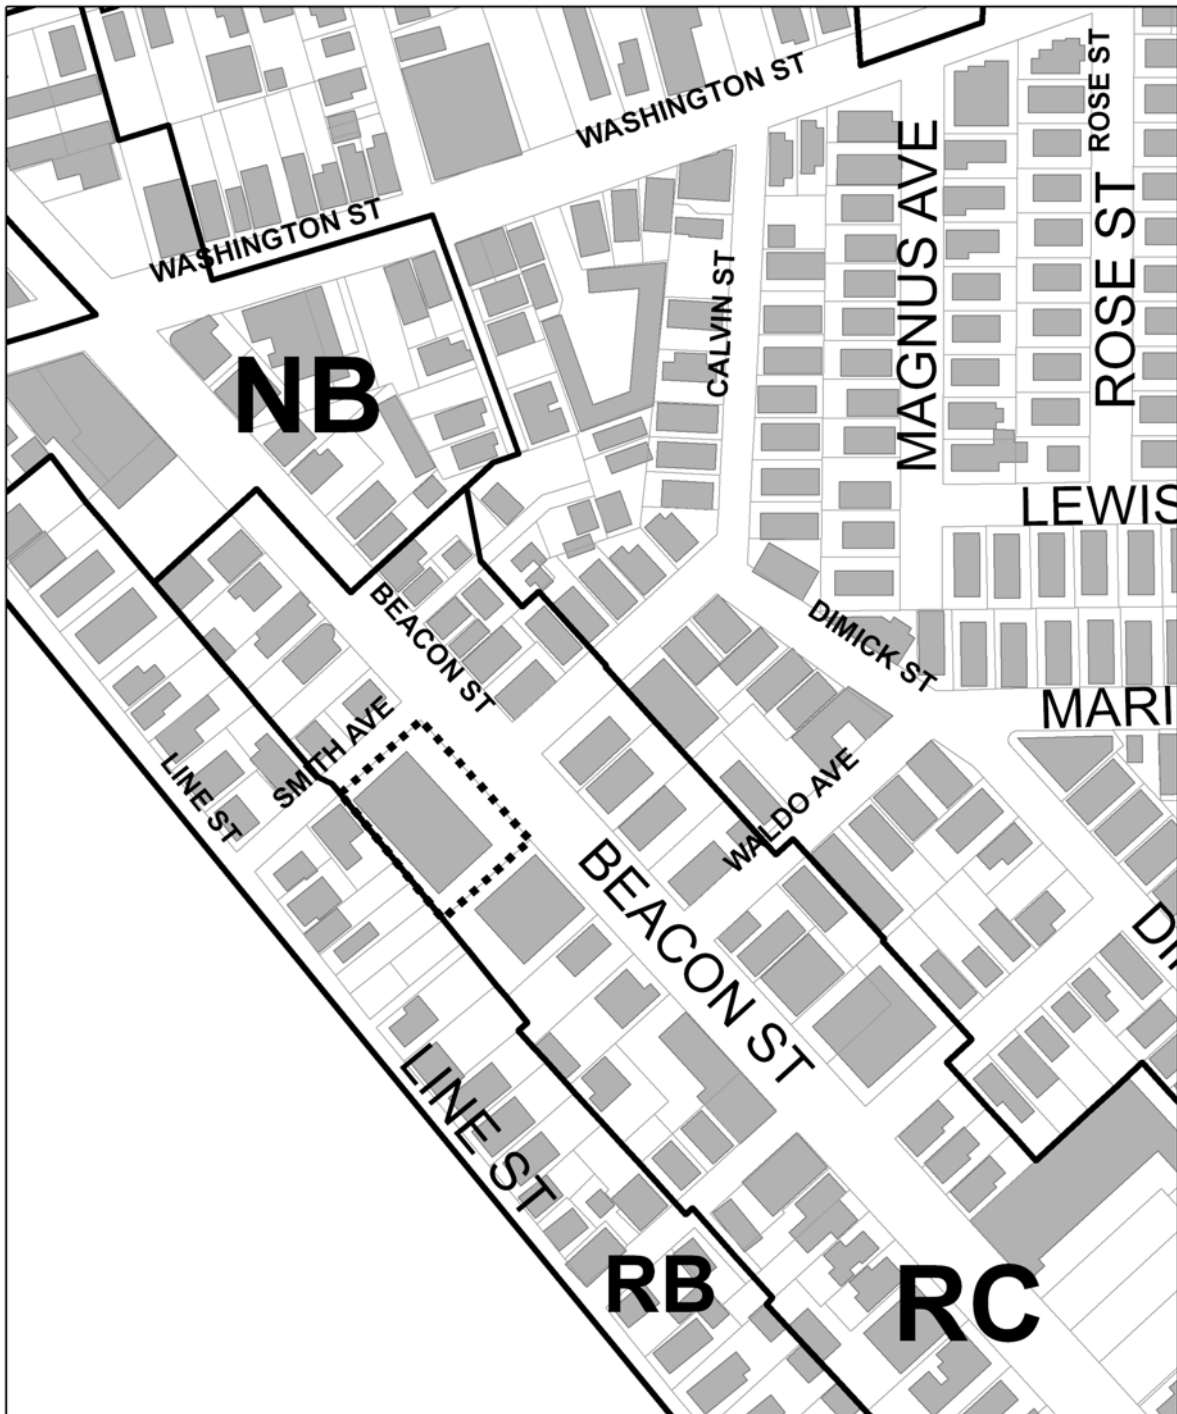 WASHINGTON ST
ROSE ST
WASHINGTON ST
MAGNUS AVE
ROSE ST
CALVIN ST
NB
LEWIS
BEACON ST
DIMICK ST
MARI
SMITH AVE
LINE ST
WALDO AVE
BEACON ST
DI
LINE ST
RB
RC